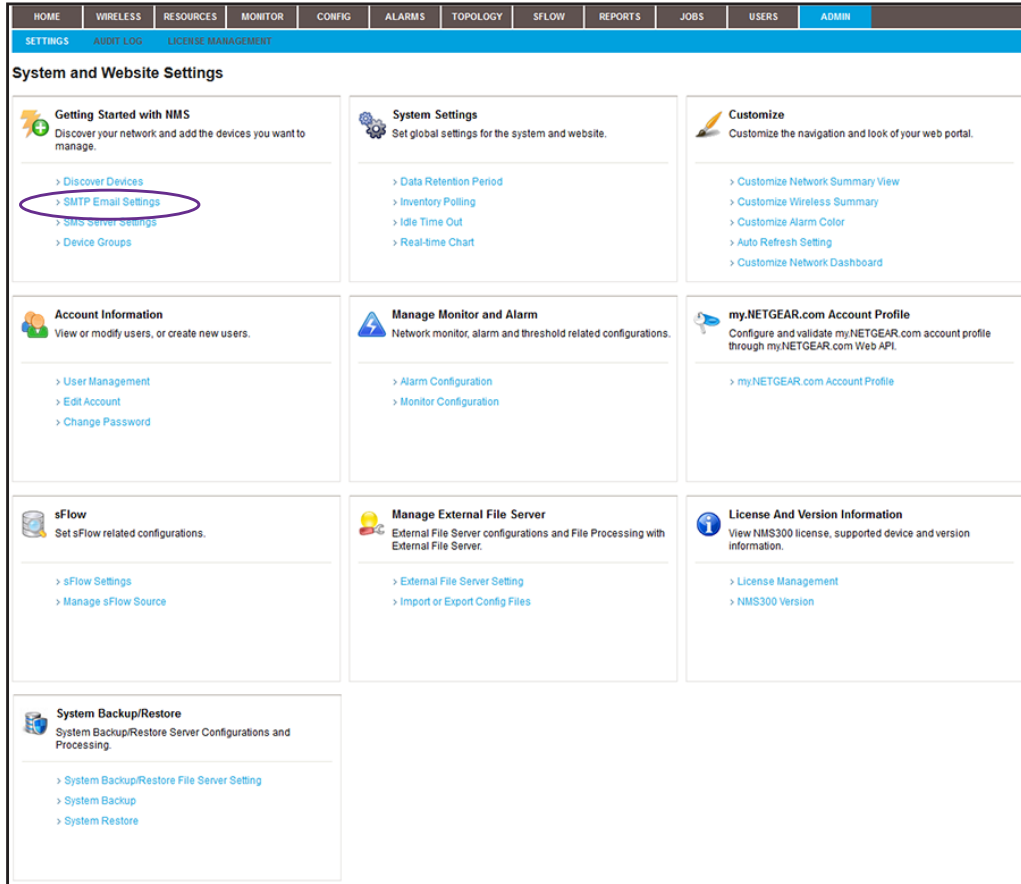 HOME WIRELESS RESOURCES MONITOR CONFIG ALARMS TOPOLOGY SFLOW REPORTS JOBS USERS ADMIN
SETTINGS AUDIT LOG LICENSE MANAGEMENT
System and Website Settings
Getting Started with NMS
Discover your network and add the devices you want to
manage.
> Discover Devices
> SMTP Email Settings
> SMS Server Settings
> Device Groups
System Settings
Set global settings for the system and website.
> Data Retention Period
> Inventory Polling
> Idle Time Out
> Real-time Chart
Customize
Customize the navigation and look of your web portal.
> Customize Network Summary View
> Customize Wireless Summary
> Customize Alarm Color
> Auto Refresh Setting
> Customize Network Dashboard
Account Information
View or modify users, or create new users.
> User Management
> Edit Account
> Change Password
Manage Monitor and Alarm
Network monitor, alarm and threshold related configurations.
> Alarm Configuration
> Monitor Configuration
my.NETGEAR.com Account Profile
Configure and validate my.NETGEAR.com account profile
through my.NETGEAR.com Web API.
> my.NETGEAR.com Account Profile
sFlow
Set sFlow related configurations.
> sFlow Settings
> Manage sFlow Source
Manage External File Server
External File Server configurations and File Processing with
External File Server.
> External File Server Setting
> Import or Export Config Files
License And Version Information
View NMS300 license, supported device and version
information.
> License Management
> NMS300 Version
System Backup/Restore
System Backup/Restore Server Configurations and
Processing.
> System Backup/Restore File Server Setting
> System Backup
> System Restore